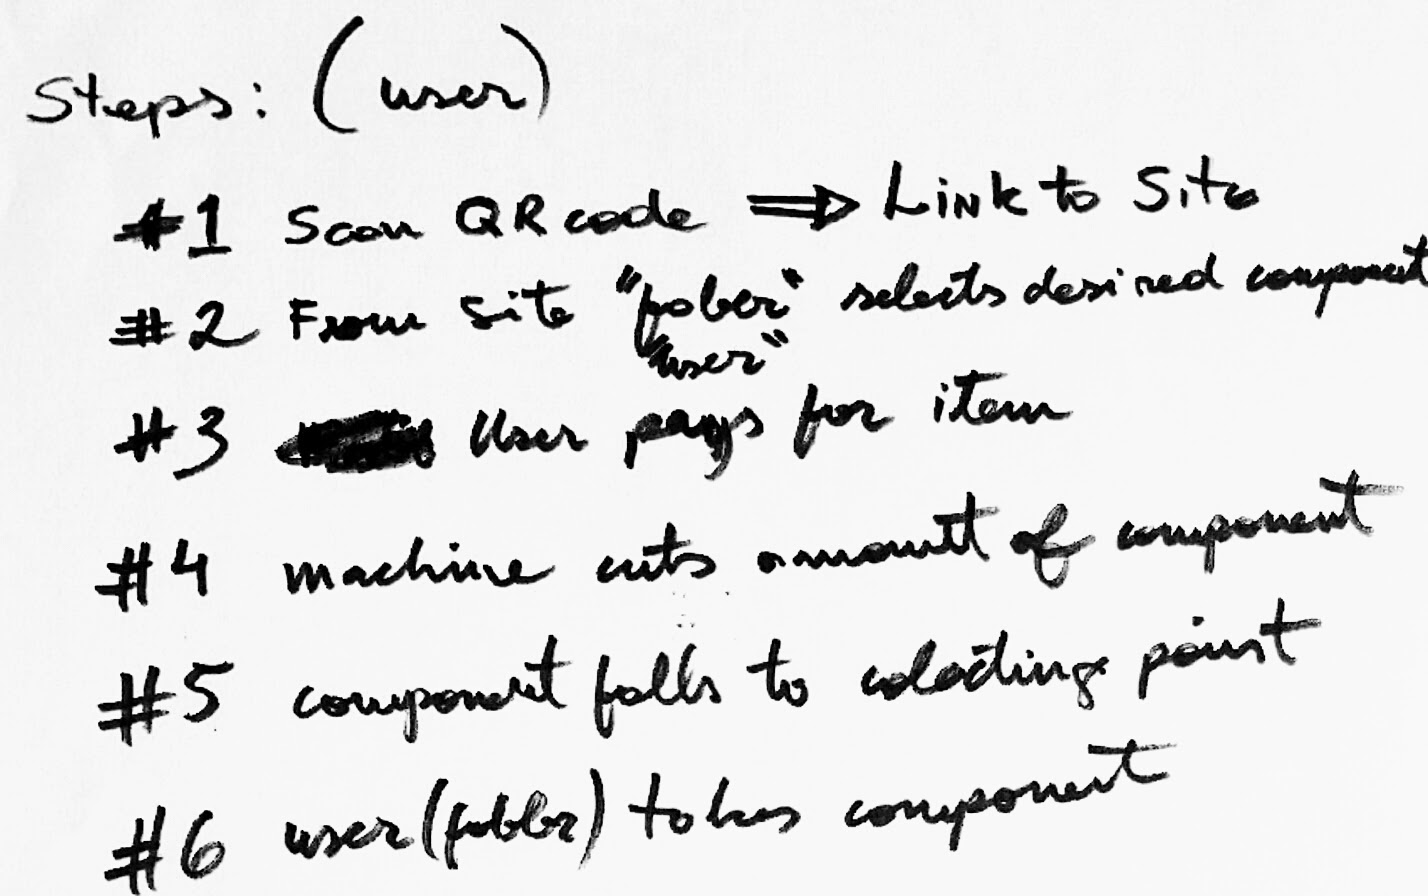 Steps: (user)
#1 Scan QR code ⇒ Link to Site
#2 From Site "fober" selects desired component
"user"
#3 User pays for item
#4 machine cuts amount of component
#5 component falls to colecting point
#6 user (fabber) takes component